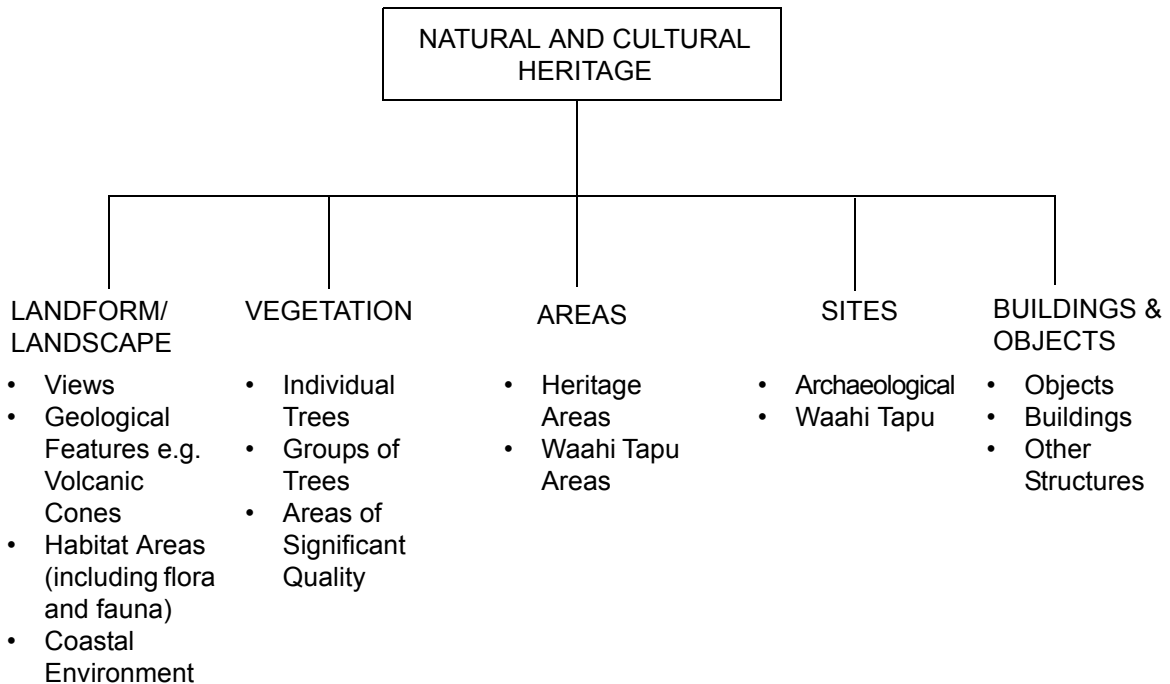 NATURAL AND CULTURAL
HERITAGE
LANDFORM/
LANDSCAPE
• Views
• Geological
Features e.g.
Volcanic
Cones
• Habitat Areas
(including flora
and fauna)
• Coastal
Environment
VEGETATION
• Individual
Trees
• Groups of
Trees
• Areas of
Significant
Quality
AREAS
• Heritage
Areas
• Waahi Tapu
Areas
SITES
• Archaeological
• Waahi Tapu
BUILDINGS &
OBJECTS
• Objects
• Buildings
• Other
Structures